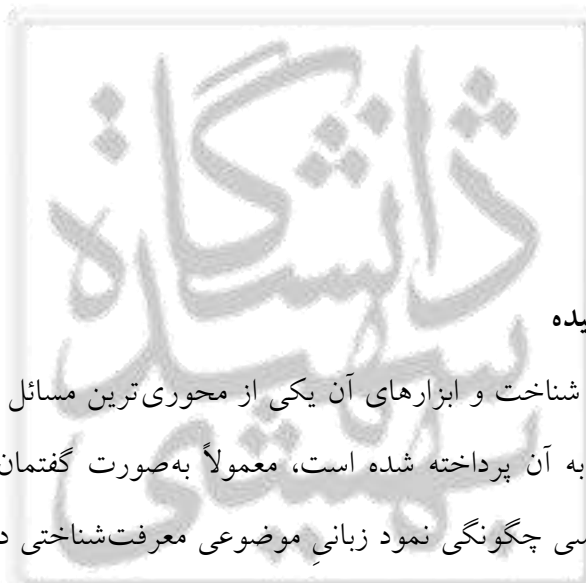 دانشگاه
شهید
بهشتی
یده
شناخت و ابزارهای آن یکی از محوری‌ترین مسائل
به آن پرداخته شده است، معمولاً به‌صورت گفتمان
سی چگونگی نمود زبانیِ موضوعی معرفت‌شناختی د